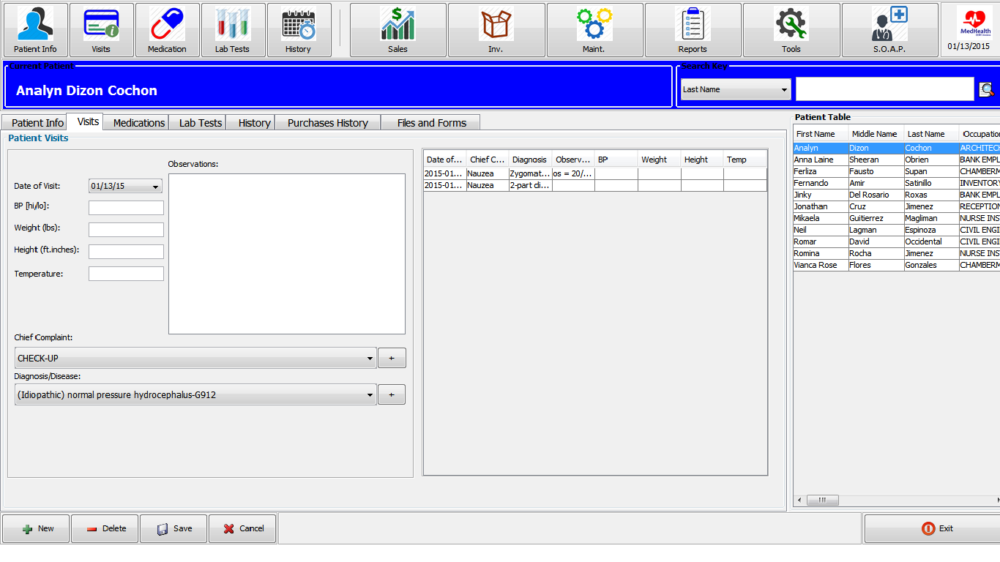 Patient Info Visits Medication Lab Tests History Sales Inv. Maint. Reports Tools S.O.A.P.
MedHealth
01/13/2015
Current Patient
Analyn Dizon Cochon
Search Key
Last Name
Patient Info Visits Medications Lab Tests History Purchases History Files and Forms
Patient Visits
Observations:
Date of Visit: 01/13/15
BP [hi/lo]:
Weight (lbs):
Height (ft.inches):
Temperature:
Chief Complaint:
CHECK-UP +
Diagnosis/Disease:
(Idiopathic) normal pressure hydrocephalus-G912 +
Date of... Chief C... Diagnosis Observ... BP Weight Height Temp
2015-01... Nauzea Zygomat... os = 20/...
2015-01... Nauzea 2-part di...
Patient Table
First Name Middle Name Last Name Occupatio
Analyn Dizon Cochon ARCHITEC
Anna Laine Sheeran Obrien BANK EMPL
Ferliza Fausto Supan CHAMBERM
Fernando Amir Satinillo INVENTORY
Jinky Del Rosario Roxas BANK EMPL
Jonathan Cruz Jimenez RECEPTION
Mikaela Guitierrez Magliman NURSE INS
Neil Lagman Espinoza CIVIL ENGI
Romar David Occidental CIVIL ENGI
Romina Rocha Jimenez NURSE INS
Vianca Rose Flores Gonzales CHAMBERM
New Delete Save Cancel Exit